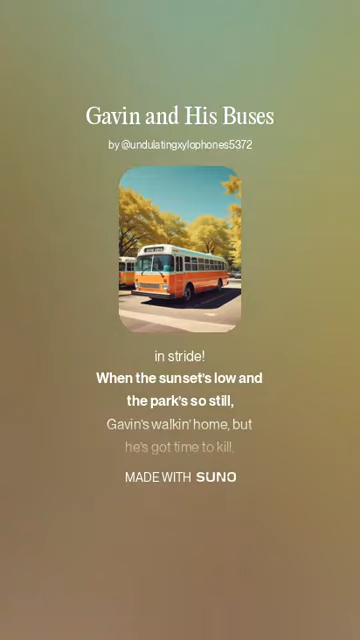 Gavin and His Buses
by @undulatingxylophones5372
in stride!
When the sunset's low and
the park's so still,
Gavin's walkin' home, but
he's got time to kill,
MADE WITH SUNO